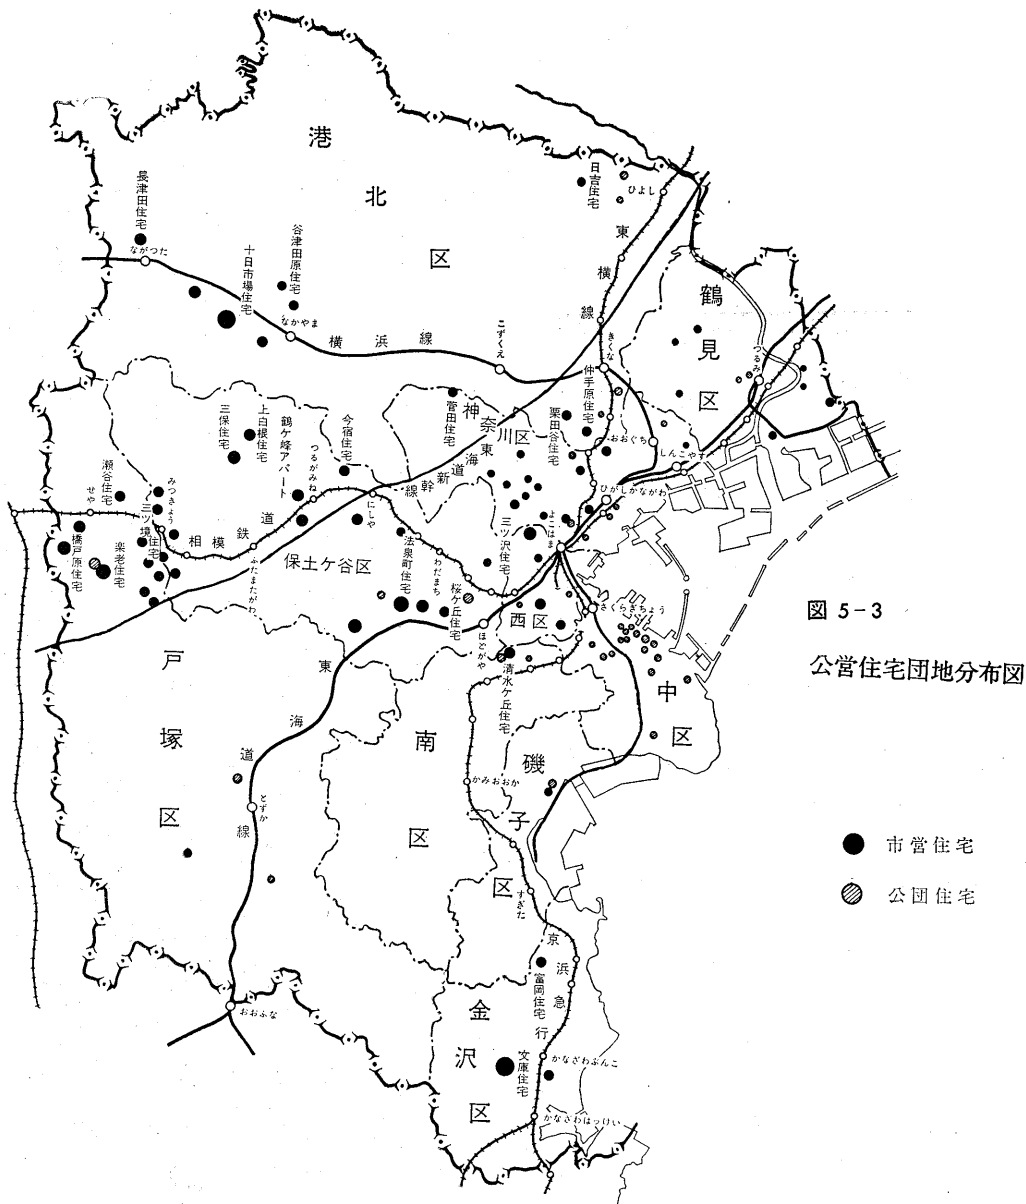 港北区
長津田住宅
ながつた
十日市場住宅
谷津田原住宅
なかやま
横浜線
こずくえ
日吉住宅
ひよし
東横線
きくな
鶴見区
つるみ
仲手原住宅
栗田谷住宅
おおぐち
しんこやす
ひがしかながわ
神奈川区
菅田住宅
東海道新幹線
三保住宅
上白根住宅
鶴ケ峰アパート
つるがみね
今宿住宅
にしや
瀬谷住宅
せや
みつきょう
三ツ境住宅
橋戸原住宅
楽老住宅
相模鉄道
ふたまたがわ
保土ケ谷区
法泉町住宅
わだまち
桜ケ丘住宅
ほどがや
三ツ沢住宅
よこはま
西区
さくらぎちょう
清水ケ丘住宅
中区
図5-3
公営住宅団地分布図
戸塚区
東海道線
とずか
おおふな
南区
かみおおか
磯子区
すぎた
京浜急行
富岡住宅
金沢区
文庫住宅
かなざわぶんこ
かなざわはっけい
市営住宅
公団住宅